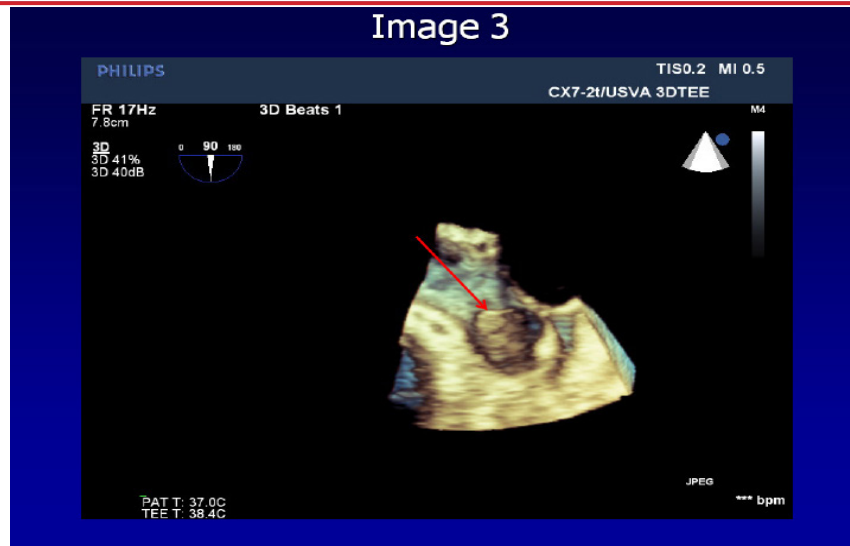 Image 3
PHILIPS
TIS0.2 MI 0.5
CX7-2t/USVA 3DTEE
FR 17Hz
7.8cm
3D Beats 1
M4
3D
3D 41%
3D 40dB
0 90 180
JPEG
*** bpm
PAT T: 37.0C
TEE T: 38.4C